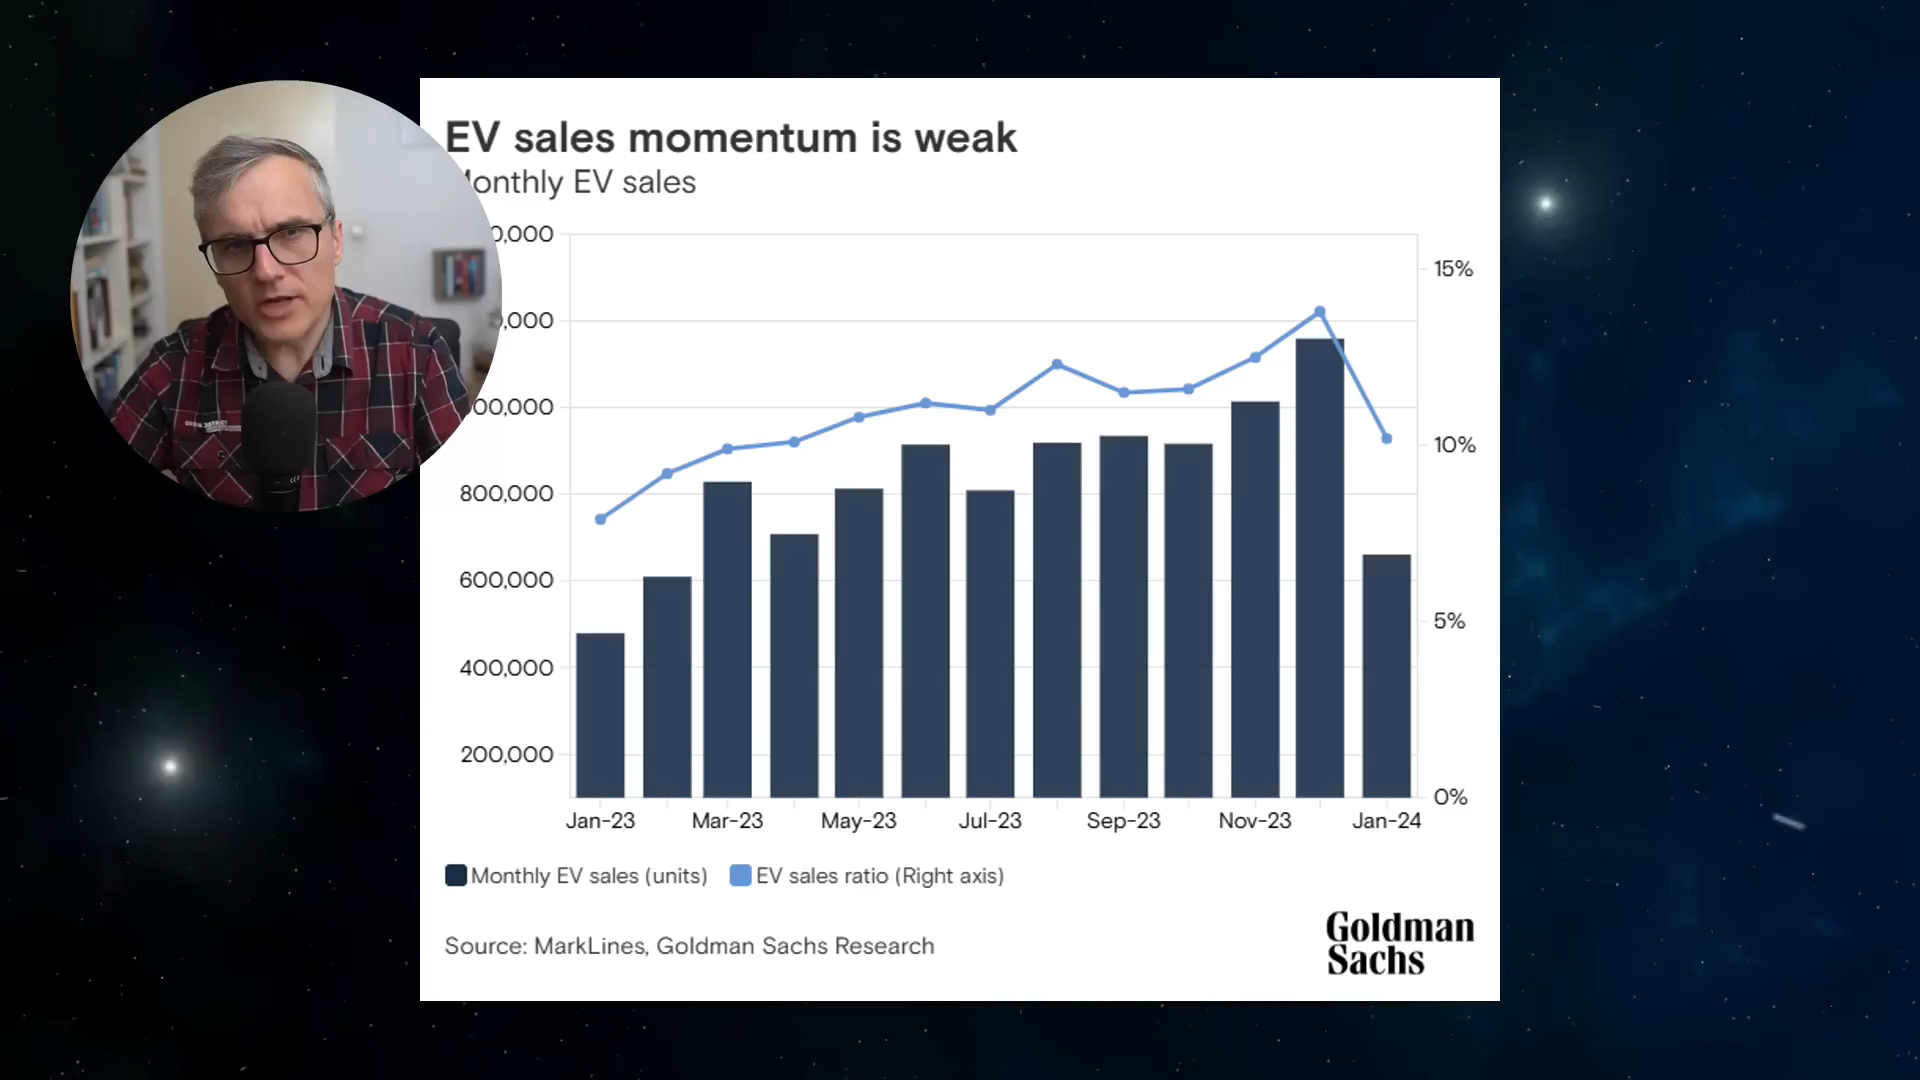 EV sales momentum is weak
Monthly EV sales
0,000
0,000
00,000
800,000
600,000
400,000
200,000
15%
10%
5%
0%
Jan-23 Mar-23 May-23 Jul-23 Sep-23 Nov-23 Jan-24
Monthly EV sales (units) EV sales ratio (Right axis)
Source: MarkLines, Goldman Sachs Research
Goldman
Sachs